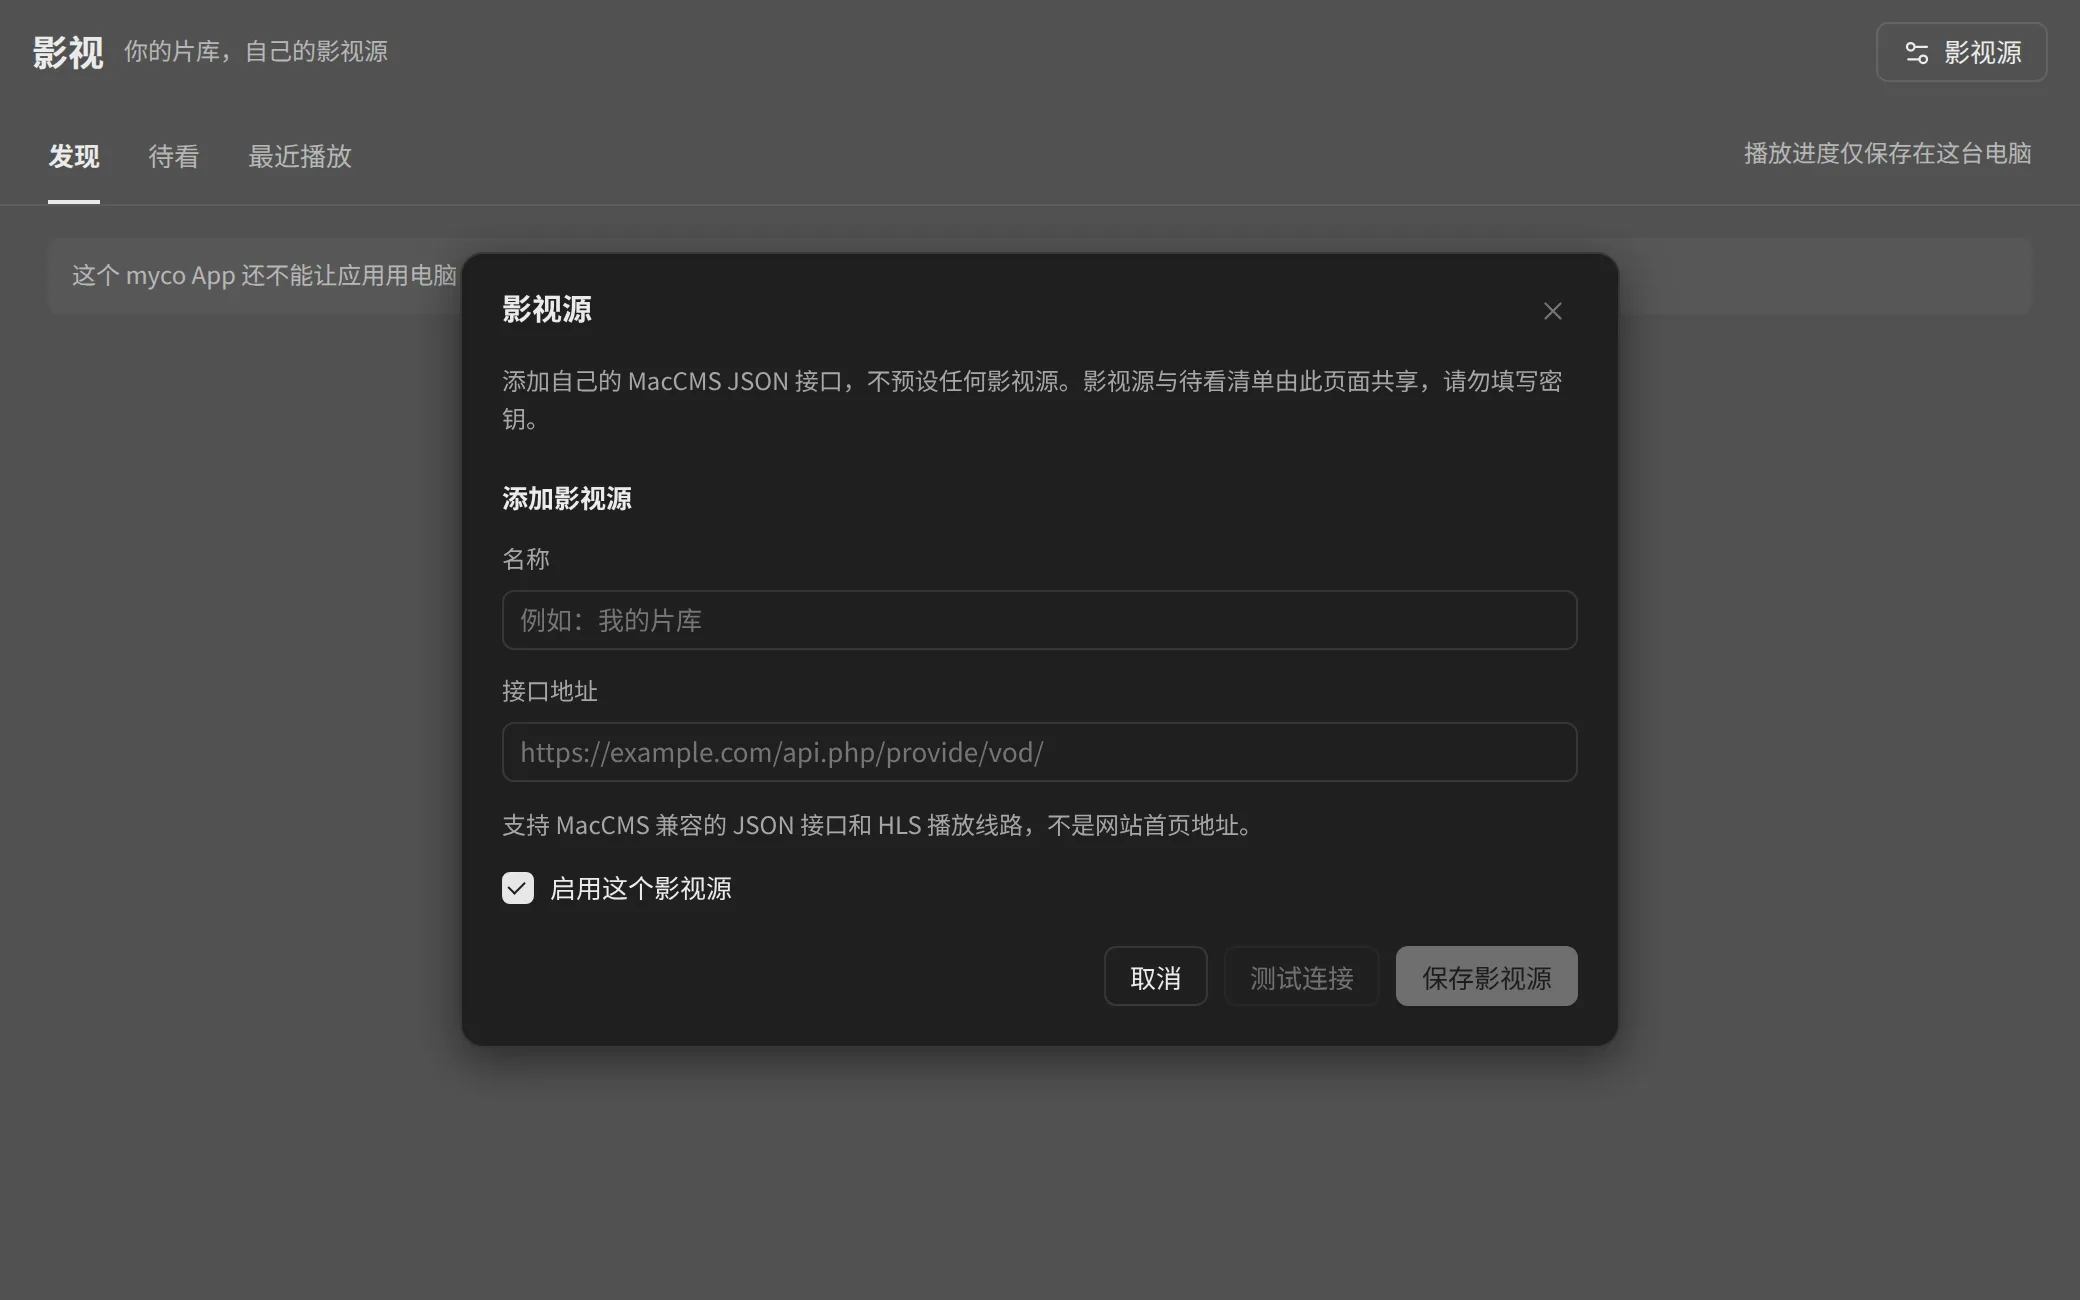 影视
你的片库，自己的影视源
影视源
发现
待看
最近播放
播放进度仅保存在这台电脑
这个 myco App 还不能让应用用电脑
影视源
添加自己的 MacCMS JSON 接口，不预设任何影视源。影视源与待看清单由此页面共享，请勿填写密
钥。
添加影视源
名称
例如：我的片库
接口地址
https://example.com/api.php/provide/vod/
支持 MacCMS 兼容的 JSON 接口和 HLS 播放线路，不是网站首页地址。
启用这个影视源
取消
测试连接
保存影视源